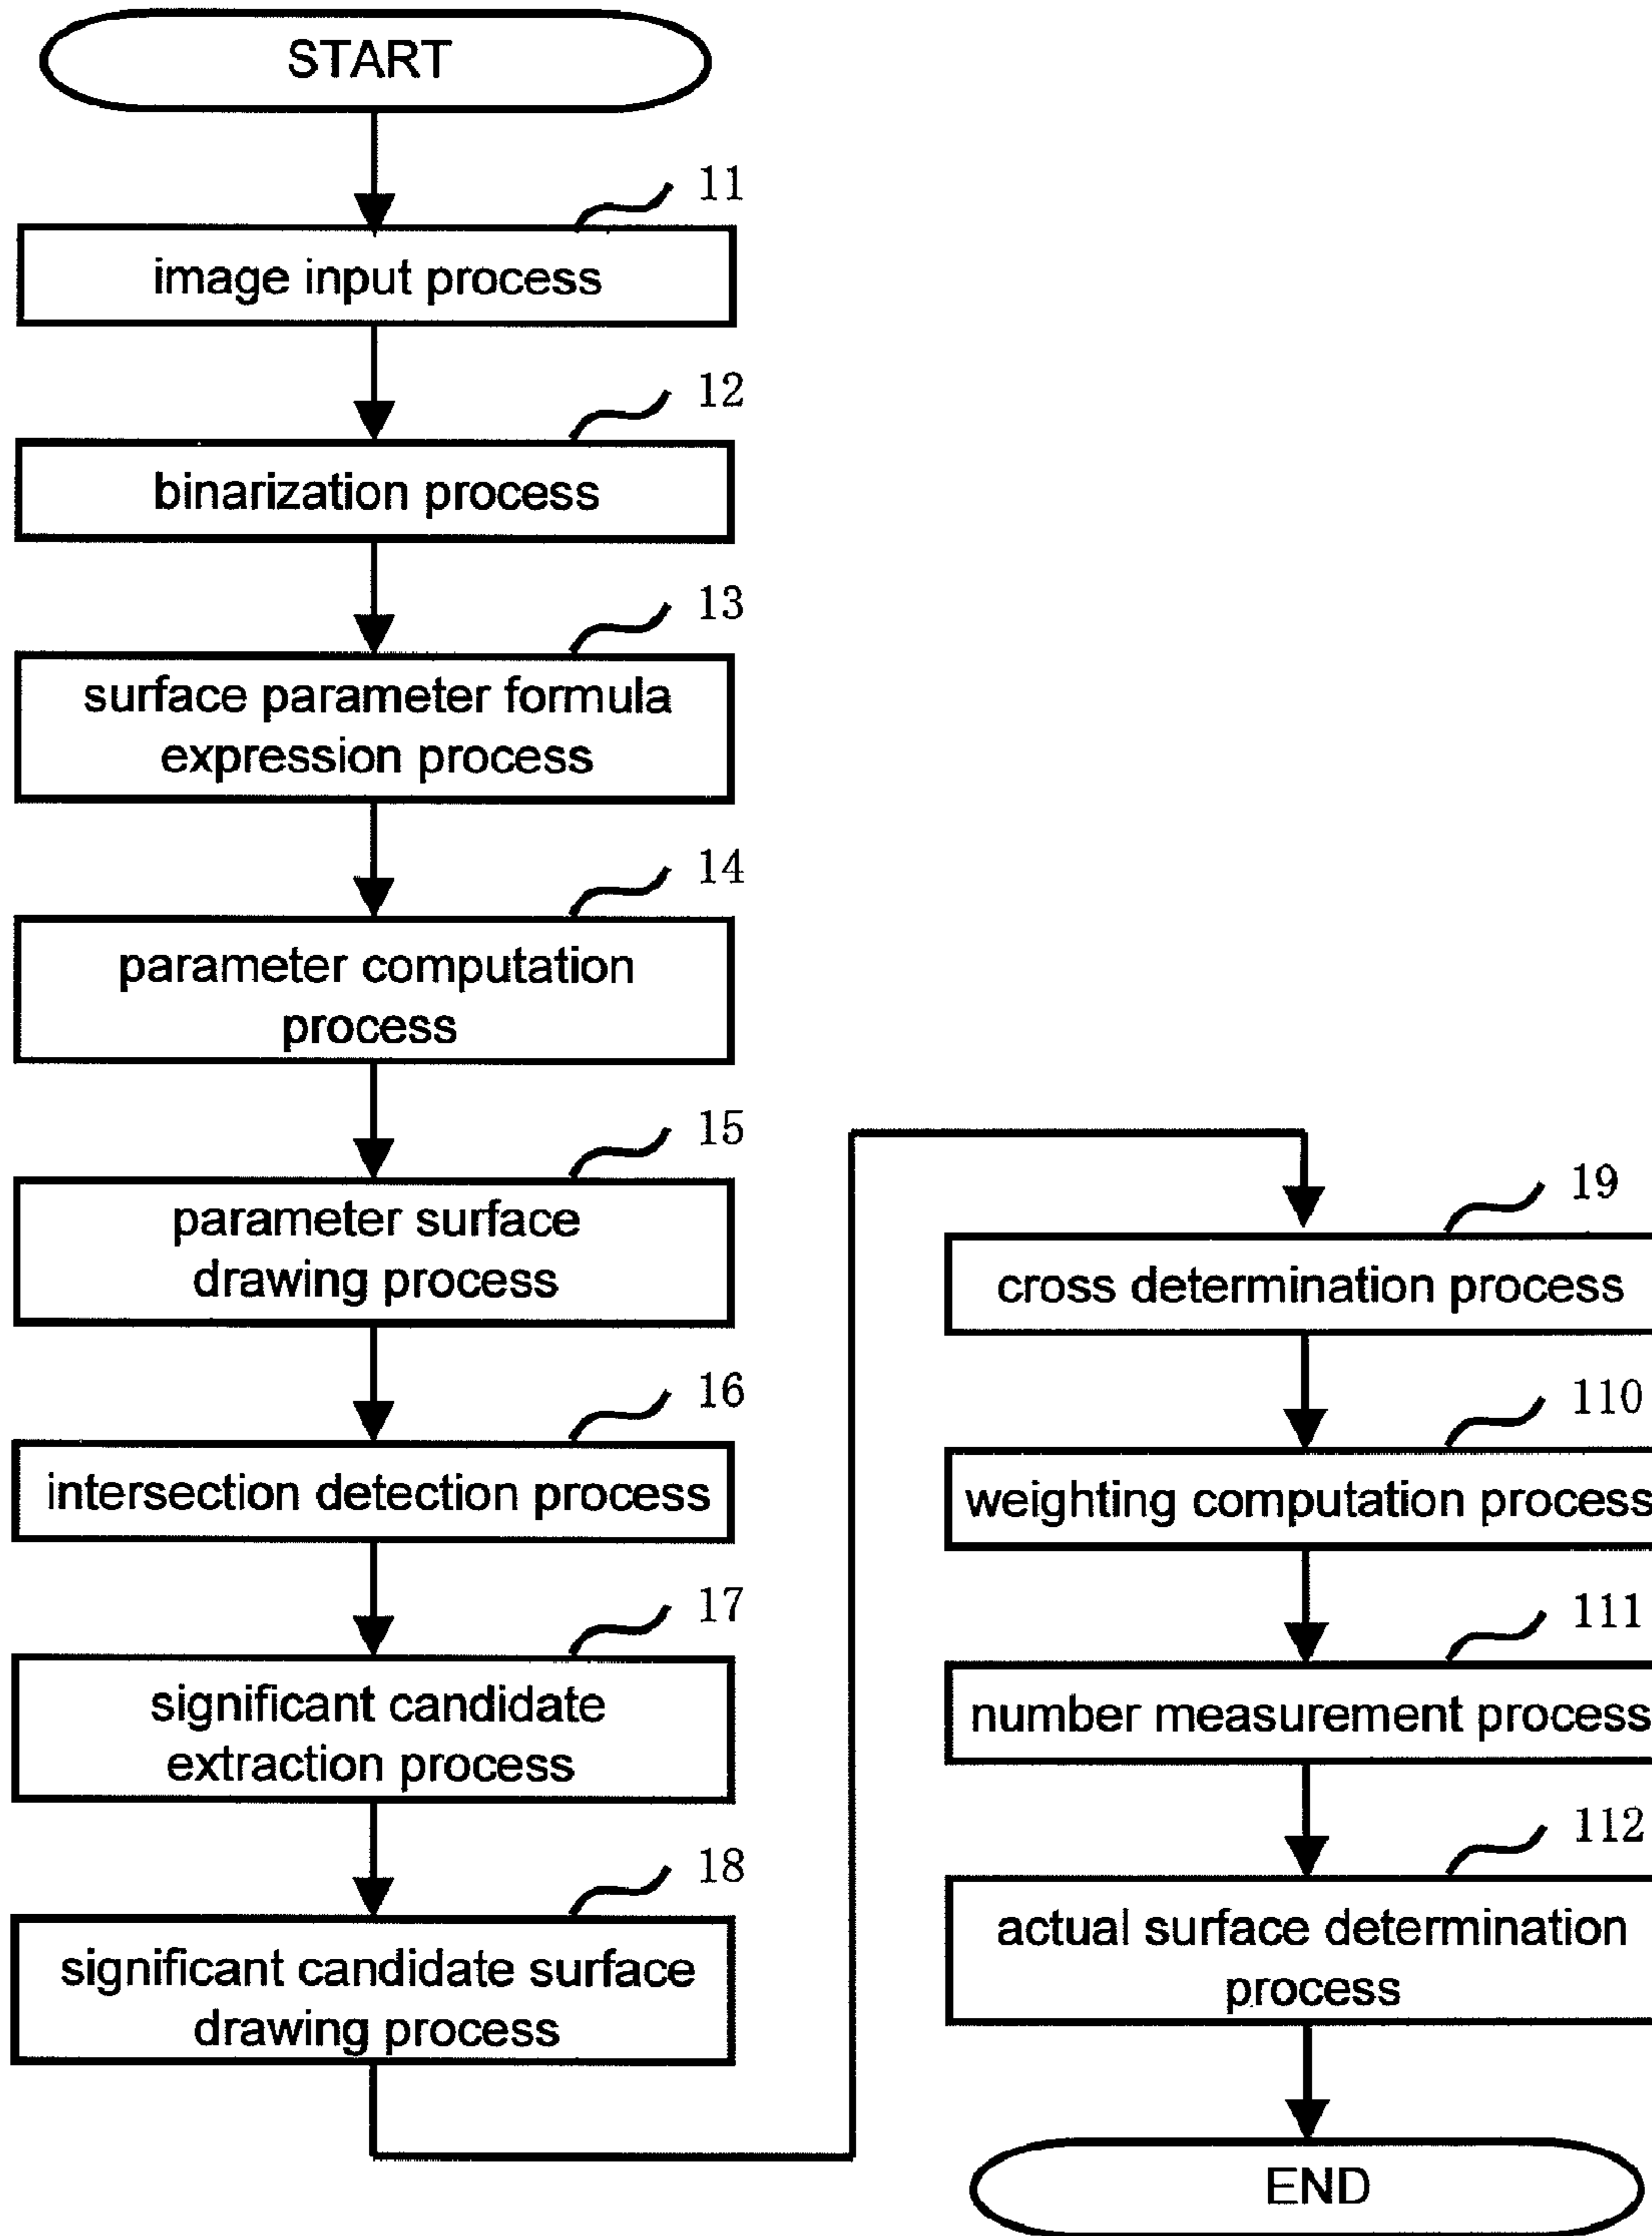 START
11
image input process
12
binarization process
13
surface parameter formula
expression process
14
parameter computation
process
15
parameter surface
drawing process
16
intersection detection process
17
significant candidate
extraction process
18
significant candidate surface
drawing process
19
cross determination process
110
weighting computation process
111
number measurement process
112
actual surface determination
process
END